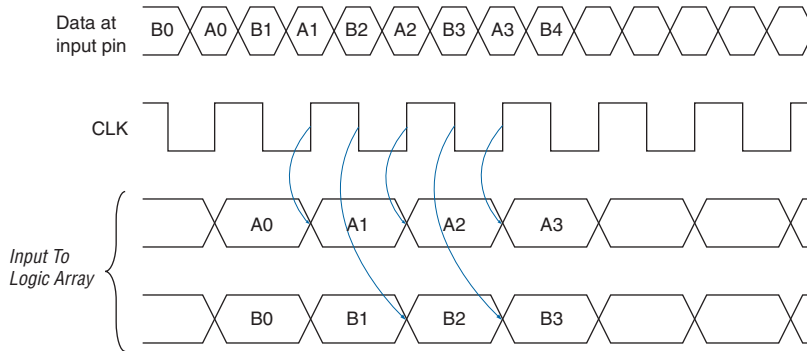 Data at
input pin
B0 A0 B1 A1 B2 A2 B3 A3 B4
CLK
Input To
Logic Array
A0 A1 A2 A3
B0 B1 B2 B3